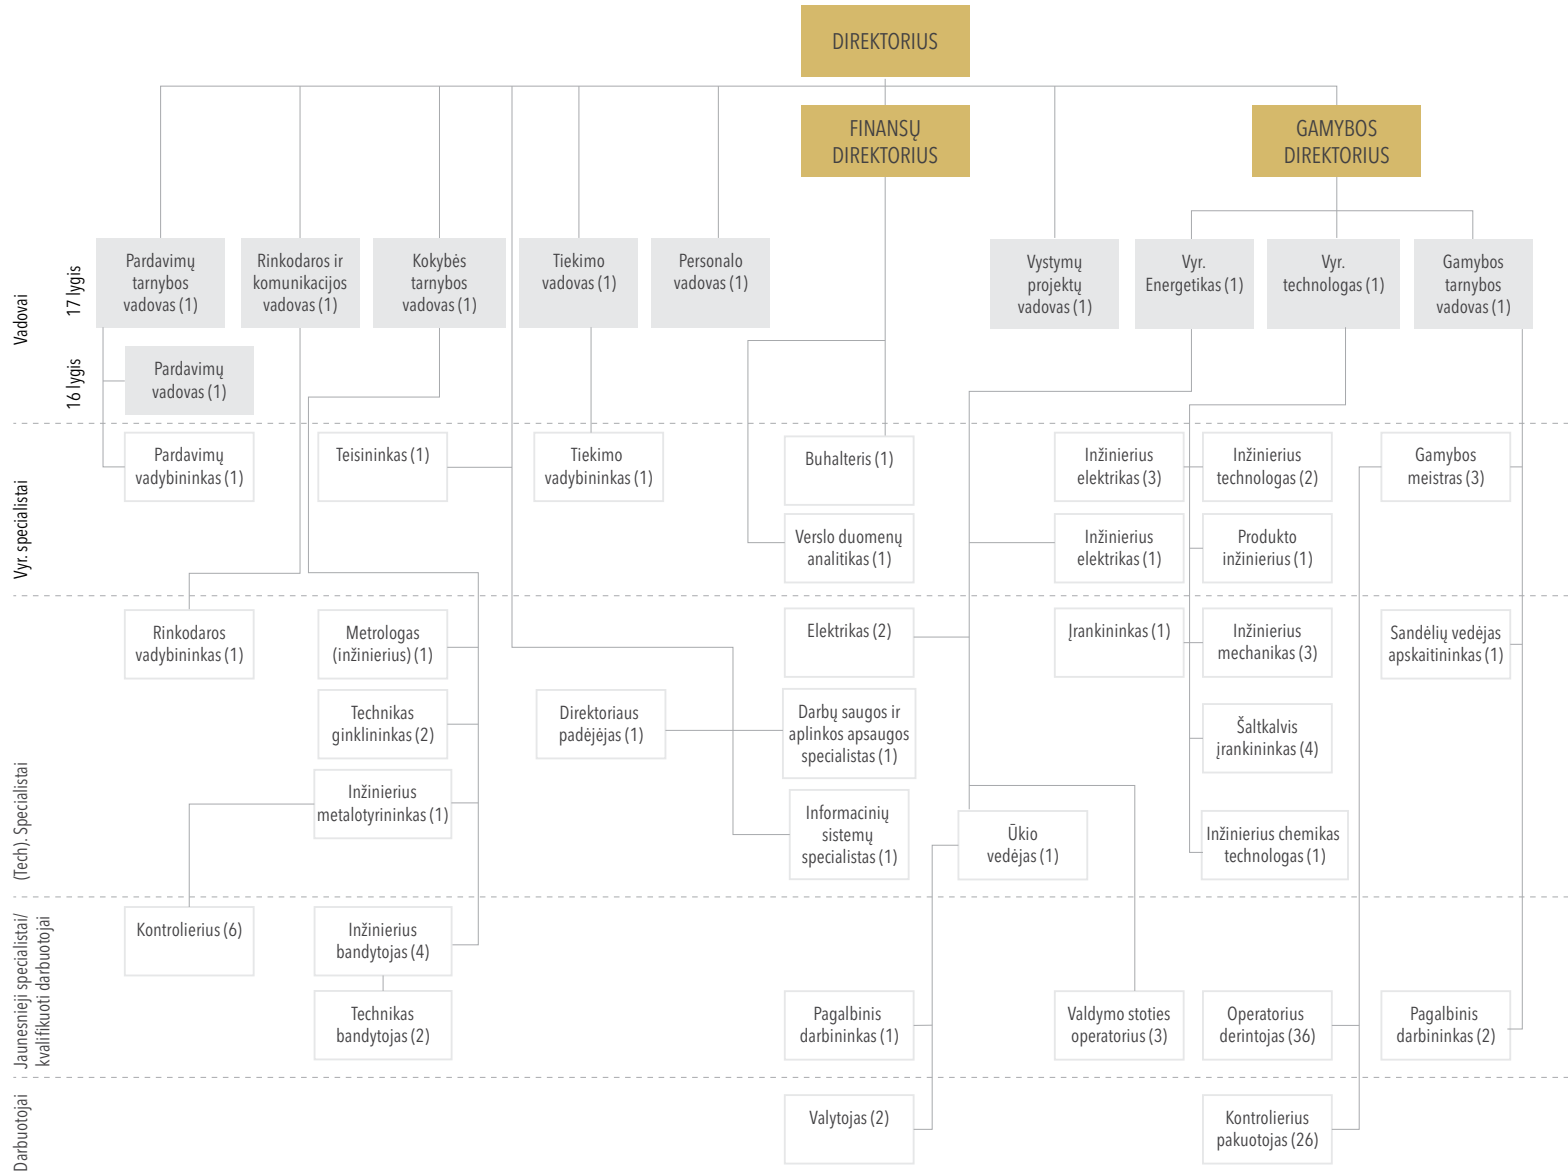 DIREKTORIUS
FINANSŲ
DIREKTORIUS
GAMYBOS
DIREKTORIUS
Vadovai
17 lygis
Pardavimų
tarnybos
vadovas (1)
Rinkodaros ir
komunikacijos
vadovas (1)
Kokybės
tarnybos
vadovas (1)
Tiekimo
vadovas (1)
Personalo
vadovas (1)
Vystymų
projektų
vadovas (1)
Vyr.
Energetikas (1)
Vyr.
technologas (1)
Gamybos
tarnybos
vadovas (1)
16 lygis
Pardavimų
vadovas (1)
Vyr. specialistai
Pardavimų
vadybininkas (1)
Teisininkas (1)
Tiekimo
vadybininkas (1)
Buhalteris (1)
Inžinierius
elektrikas (3)
Inžinierius
technologas (2)
Gamybos
meistras (3)
Verslo duomenų
analitikas (1)
Inžinierius
elektrikas (1)
Produkto
inžinierius (1)
(Tech). Specialistai
Rinkodaros
vadybininkas (1)
Metrologas
(inžinierius) (1)
Elektrikas (2)
Įrankininkas (1)
Inžinierius
mechanikas (3)
Sandėlių vedėjas
apskaitininkas (1)
Technikas
ginklininkas (2)
Direktoriaus
padėjėjas (1)
Darbų saugos ir
aplinkos apsaugos
specialistas (1)
Šaltkalvis
įrankininkas (4)
Inžinierius
metalotyrininkas (1)
Informacinių
sistemų
specialistas (1)
Ūkio
vedėjas (1)
Inžinierius chemikas
technologas (1)
Jaunesnieji specialistai/
kvalifikuoti darbuotojai
Kontrolierius (6)
Inžinierius
bandytojas (4)
Technikas
bandytojas (2)
Pagalbinis
darbininkas (1)
Valdymo stoties
operatorius (3)
Operatorius
derintojas (36)
Pagalbinis
darbininkas (2)
Darbuotojai
Valytojas (2)
Kontrolierius
pakuotojas (26)